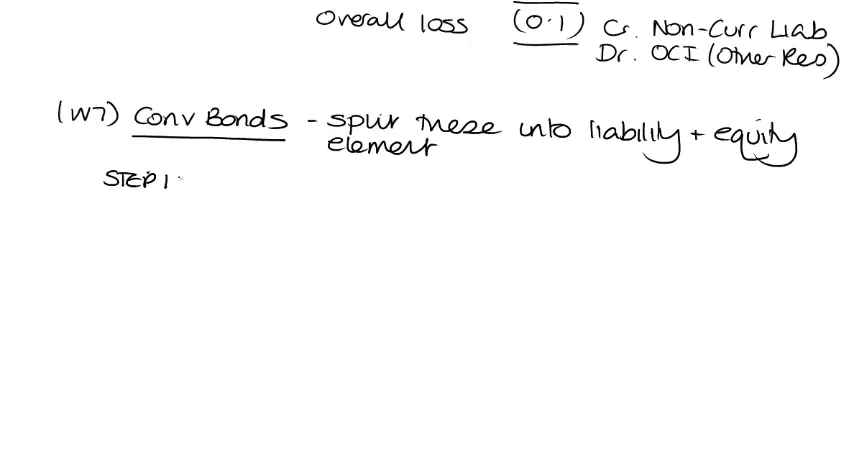 Overall loss (0.1) Cr. Non-Curr Liab
Dr. OCI (Other Res)
(W7) Conv Bonds - split these into liability + equity
element
STEP 1: